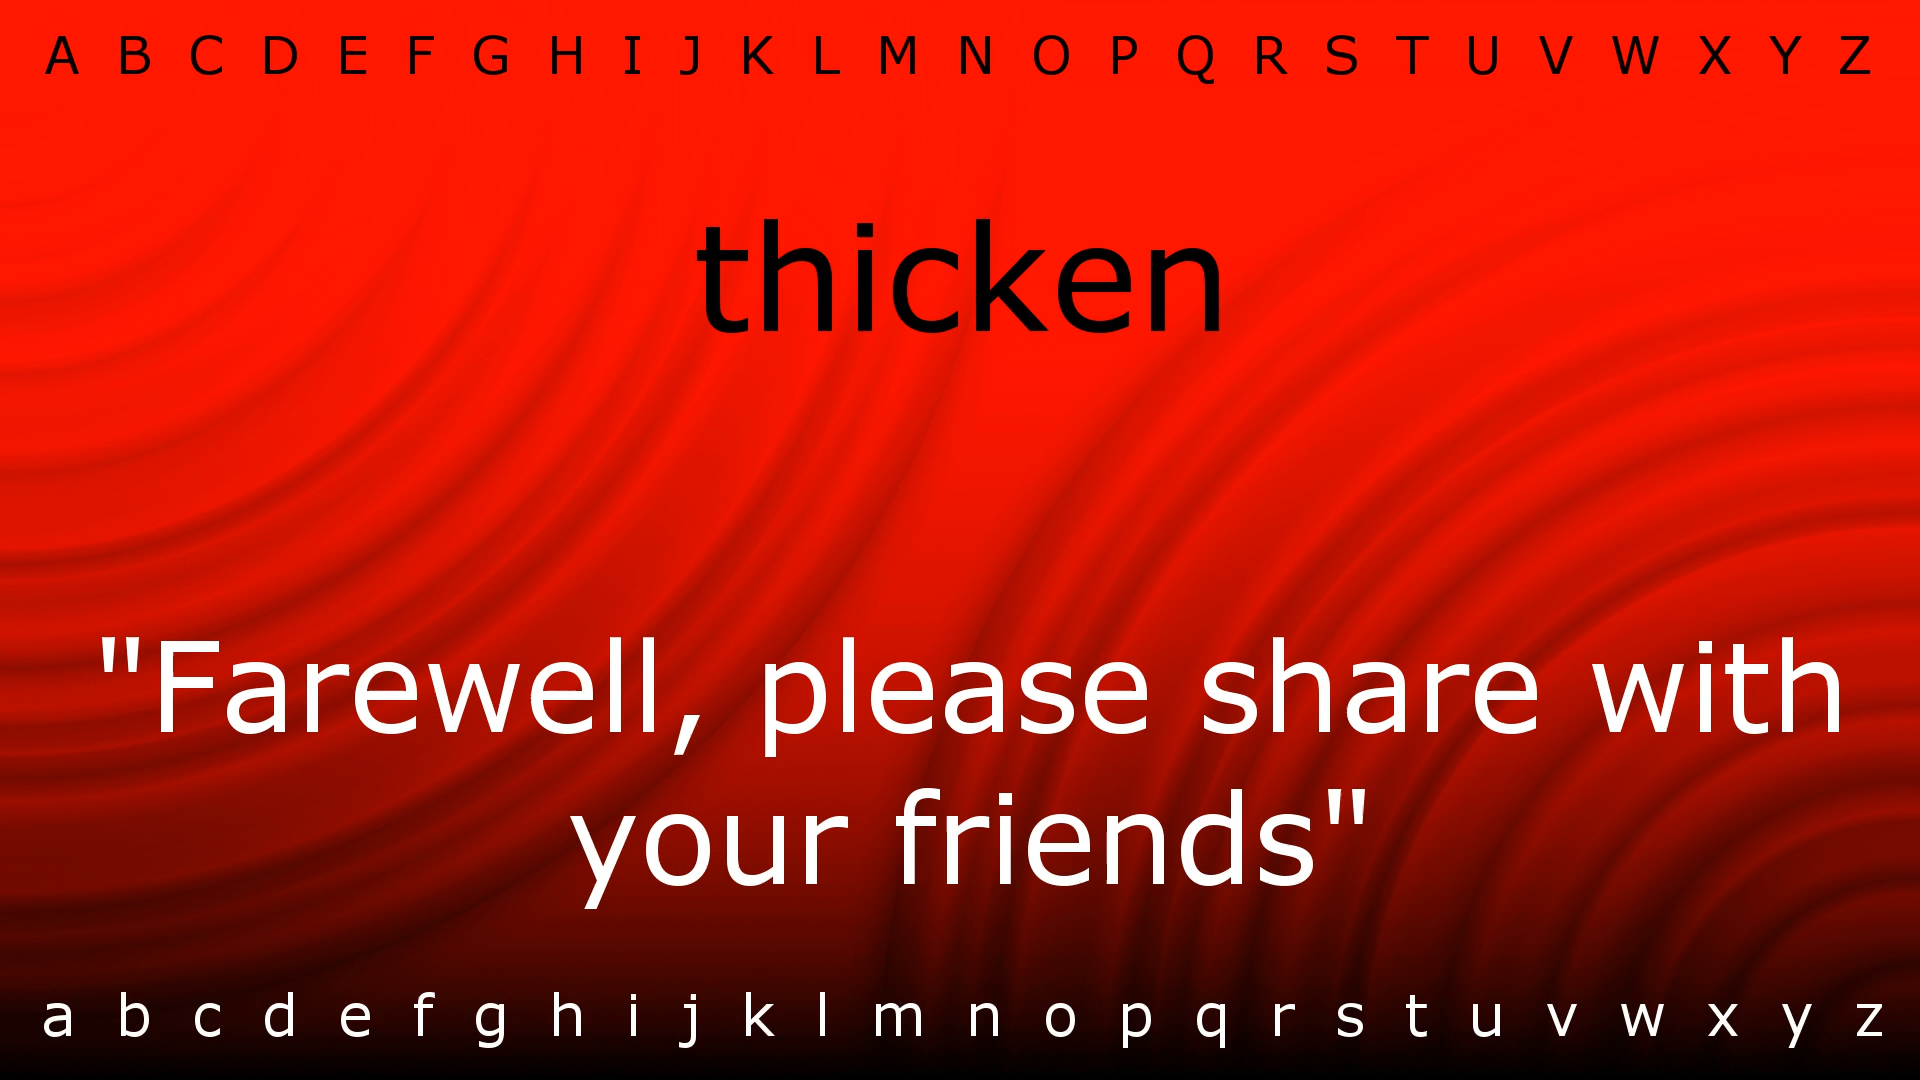 A B C D E F G H I J K L M N O P Q R S T U V W X Y Z
thicken
"Farewell, please share with
your friends"
a b c d e f g h i j k l m n o p q r s t u v w x y z